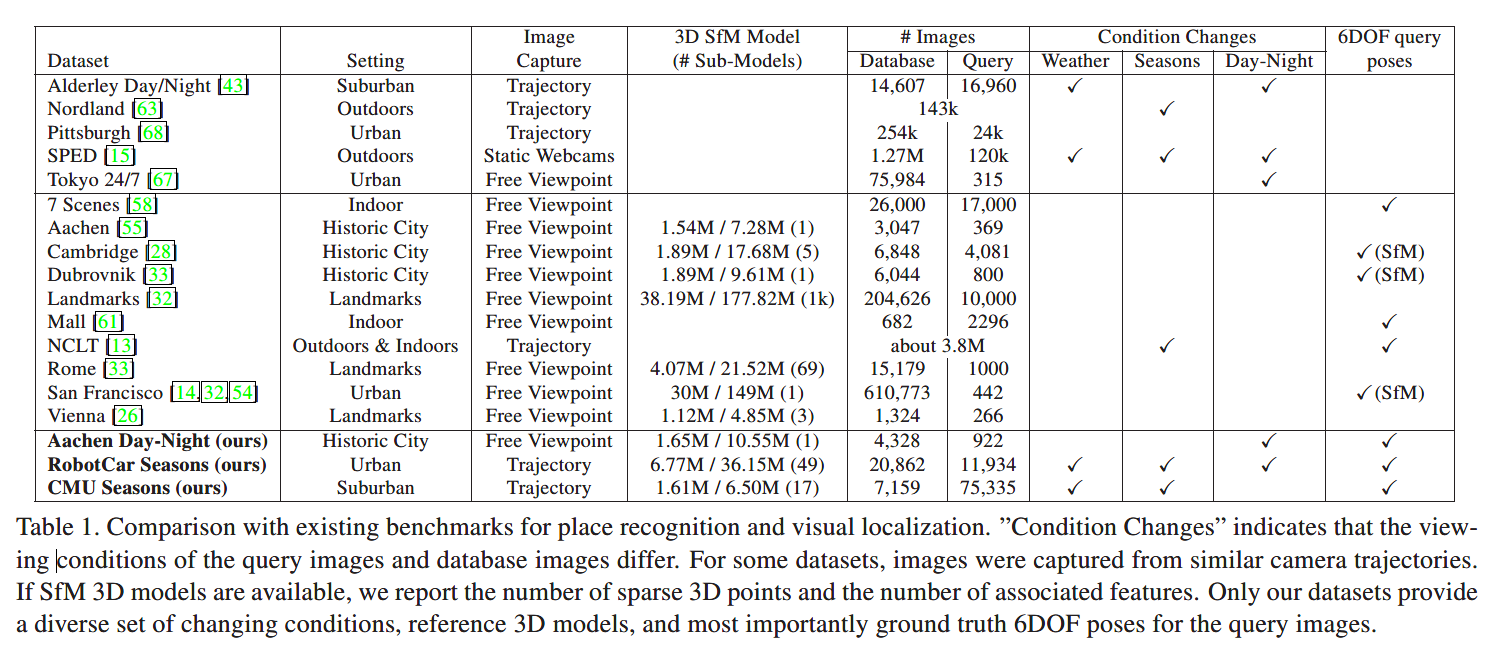 Image 3D SfM Model # Images Condition Changes 6DOF query
Dataset Setting Capture (# Sub-Models) Database Query Weather Seasons Day-Night poses
Alderley Day/Night [43] Suburban Trajectory 14,607 16,960 ✓ ✓
Nordland [63] Outdoors Trajectory 143k ✓
Pittsburgh [68] Urban Trajectory 254k 24k
SPED [15] Outdoors Static Webcams 1.27M 120k ✓ ✓ ✓
Tokyo 24/7 [67] Urban Free Viewpoint 75,984 315 ✓
7 Scenes [58] Indoor Free Viewpoint 26,000 17,000 ✓
Aachen [55] Historic City Free Viewpoint 1.54M / 7.28M (1) 3,047 369
Cambridge [28] Historic City Free Viewpoint 1.89M / 17.68M (5) 6,848 4,081 ✓(SfM)
Dubrovnik [33] Historic City Free Viewpoint 1.89M / 9.61M (1) 6,044 800 ✓(SfM)
Landmarks [32] Landmarks Free Viewpoint 38.19M / 177.82M (1k) 204,626 10,000
Mall [61] Indoor Free Viewpoint 682 2296 ✓
NCLT [13] Outdoors & Indoors Trajectory about 3.8M ✓ ✓
Rome [33] Landmarks Free Viewpoint 4.07M / 21.52M (69) 15,179 1000
San Francisco [14,32,54] Urban Free Viewpoint 30M / 149M (1) 610,773 442 ✓(SfM)
Vienna [26] Landmarks Free Viewpoint 1.12M / 4.85M (3) 1,324 266
Aachen Day-Night (ours) Historic City Free Viewpoint 1.65M / 10.55M (1) 4,328 922 ✓ ✓
RobotCar Seasons (ours) Urban Trajectory 6.77M / 36.15M (49) 20,862 11,934 ✓ ✓ ✓ ✓
CMU Seasons (ours) Suburban Trajectory 1.61M / 6.50M (17) 7,159 75,335 ✓ ✓ ✓
Table 1. Comparison with existing benchmarks for place recognition and visual localization. ”Condition Changes” indicates that the view-
ing conditions of the query images and database images differ. For some datasets, images were captured from similar camera trajectories.
If SfM 3D models are available, we report the number of sparse 3D points and the number of associated features. Only our datasets provide
a diverse set of changing conditions, reference 3D models, and most importantly ground truth 6DOF poses for the query images.